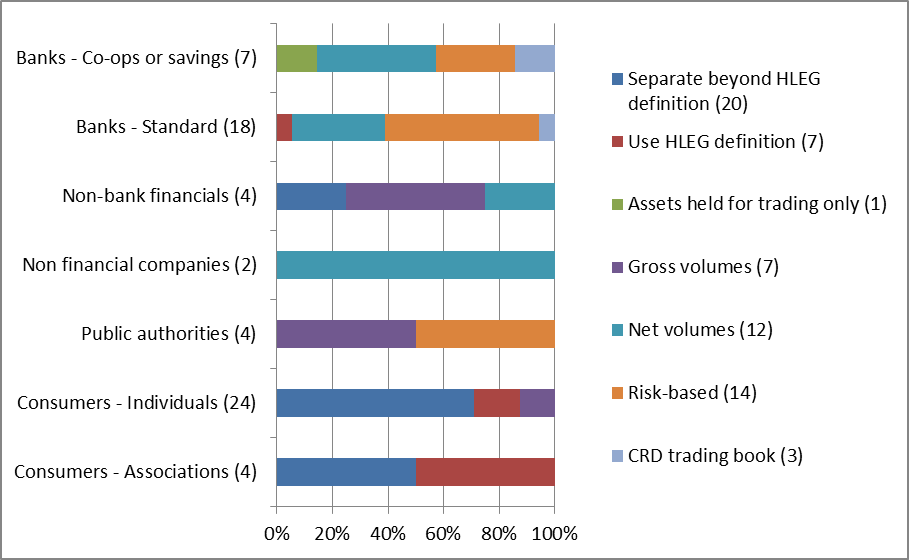 Banks - Co-ops or savings (7)
Banks - Standard (18)
Non-bank financials (4)
Non financial companies (2)
Public authorities (4)
Consumers - Individuals (24)
Consumers - Associations (4)
0% 20% 40% 60% 80% 100%
Separate beyond HLEG
definition (20)
Use HLEG definition (7)
Assets held for trading only (1)
Gross volumes (7)
Net volumes (12)
Risk-based (14)
CRD trading book (3)